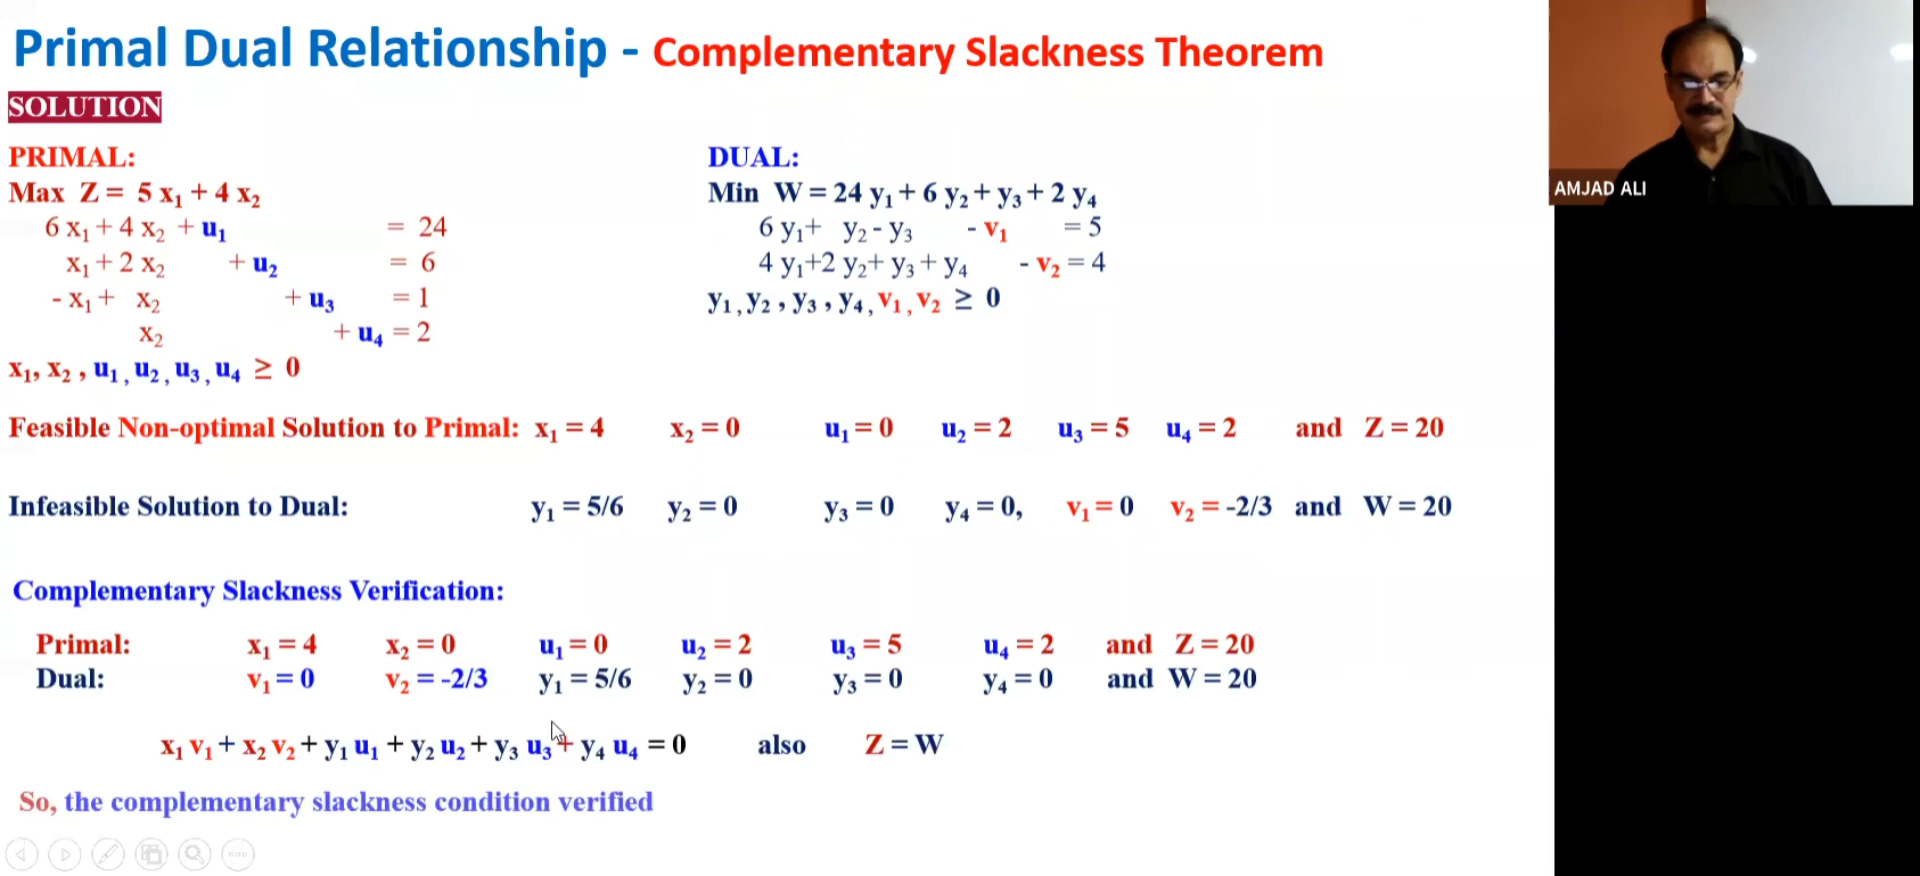 Primal Dual Relationship - Complementary Slackness Theorem
SOLUTION
PRIMAL:
Max Z = 5 x₁ + 4 x₂
6 x₁ + 4 x₂ + u₁ = 24
x₁ + 2 x₂ + u₂ = 6
- x₁ + x₂ + u₃ = 1
x₂ + u₄ = 2
x₁, x₂ , u₁ , u₂ , u₃ , u₄ ≥ 0
DUAL:
Min W = 24 y₁ + 6 y₂ + y₃ + 2 y₄
6 y₁+ y₂ - y₃ - v₁ = 5
4 y₁+2 y₂+ y₃ + y₄ - v₂ = 4
y₁ , y₂ , y₃ , y₄ , v₁ , v₂ ≥ 0
Feasible Non-optimal Solution to Primal: x₁ = 4 x₂ = 0 u₁ = 0 u₂ = 2 u₃ = 5 u₄ = 2 and Z = 20
Infeasible Solution to Dual: y₁ = 5/6 y₂ = 0 y₃ = 0 y₄ = 0, v₁ = 0 v₂ = -2/3 and W = 20
Complementary Slackness Verification:
Primal: x₁ = 4 x₂ = 0 u₁ = 0 u₂ = 2 u₃ = 5 u₄ = 2 and Z = 20
Dual: v₁ = 0 v₂ = -2/3 y₁ = 5/6 y₂ = 0 y₃ = 0 y₄ = 0 and W = 20
x₁ v₁ + x₂ v₂ + y₁ u₁ + y₂ u₂ + y₃ u₃ + y₄ u₄ = 0 also Z = W
So, the complementary slackness condition verified
AMJAD ALI